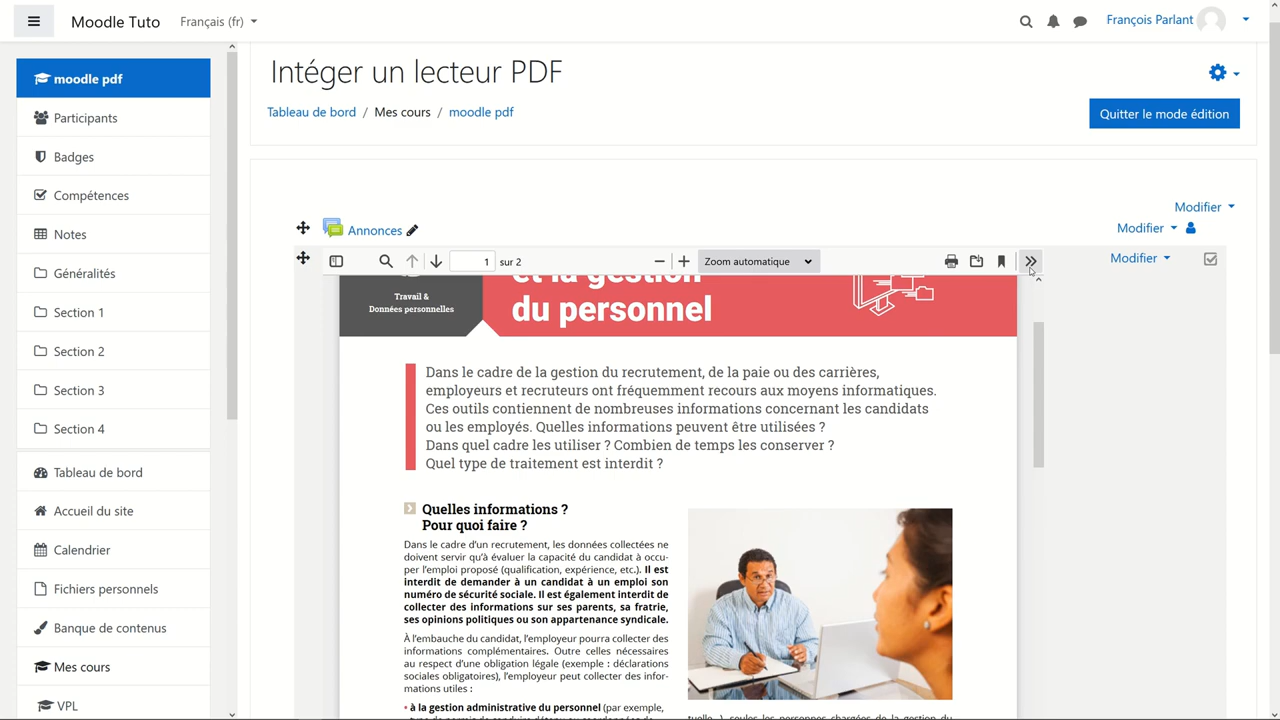 Moodle Tuto
Français (fr)
François Parlant
moodle pdf
Participants
Badges
Compétences
Notes
Généralités
Section 1
Section 2
Section 3
Section 4
Tableau de bord
Accueil du site
Calendrier
Fichiers personnels
Banque de contenus
Mes cours
VPL
Intéger un lecteur PDF
Tableau de bord / Mes cours / moodle pdf
Quitter le mode édition
Modifier
Annonces
Modifier
1 sur 2
Zoom automatique
Modifier
Travail &
Données personnelles
et la gestion
du personnel
Dans le cadre de la gestion du recrutement, de la paie ou des carrières,
employeurs et recruteurs ont fréquemment recours aux moyens informatiques.
Ces outils contiennent de nombreuses informations concernant les candidats
ou les employés. Quelles informations peuvent être utilisées ?
Dans quel cadre les utiliser ? Combien de temps les conserver ?
Quel type de traitement est interdit ?
Quelles informations ?
Pour quoi faire ?
Dans le cadre d'un recrutement, les données collectées ne
doivent servir qu'à évaluer la capacité du candidat à occu-
per l'emploi proposé (qualification, expérience, etc.). Il est
interdit de demander à un candidat à un emploi son
numéro de sécurité sociale. Il est également interdit de
collecter des informations sur ses parents, sa fratrie,
ses opinions politiques ou son appartenance syndicale.
À l'embauche du candidat, l'employeur pourra collecter des
informations complémentaires. Outre celles nécessaires
au respect d'une obligation légale (exemple : déclarations
sociales obligatoires), l'employeur peut collecter des infor-
mations utiles :
• à la gestion administrative du personnel (par exemple,